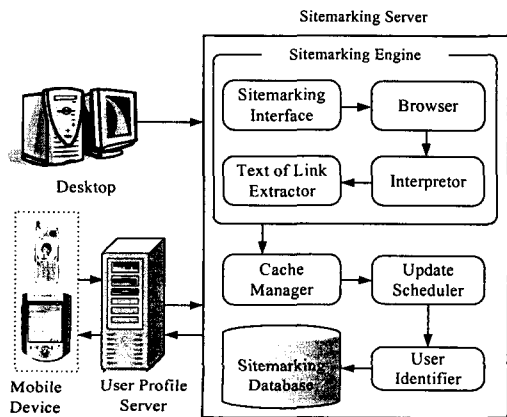 Sitemarking Server
Sitemarking Engine
Sitemarking
Interface
Browser
Text of Link
Extractor
Interpretor
Desktop
Cache
Manager
Update
Scheduler
Sitemarking
Database
User
Identifier
Mobile
Device
User Profile
Server